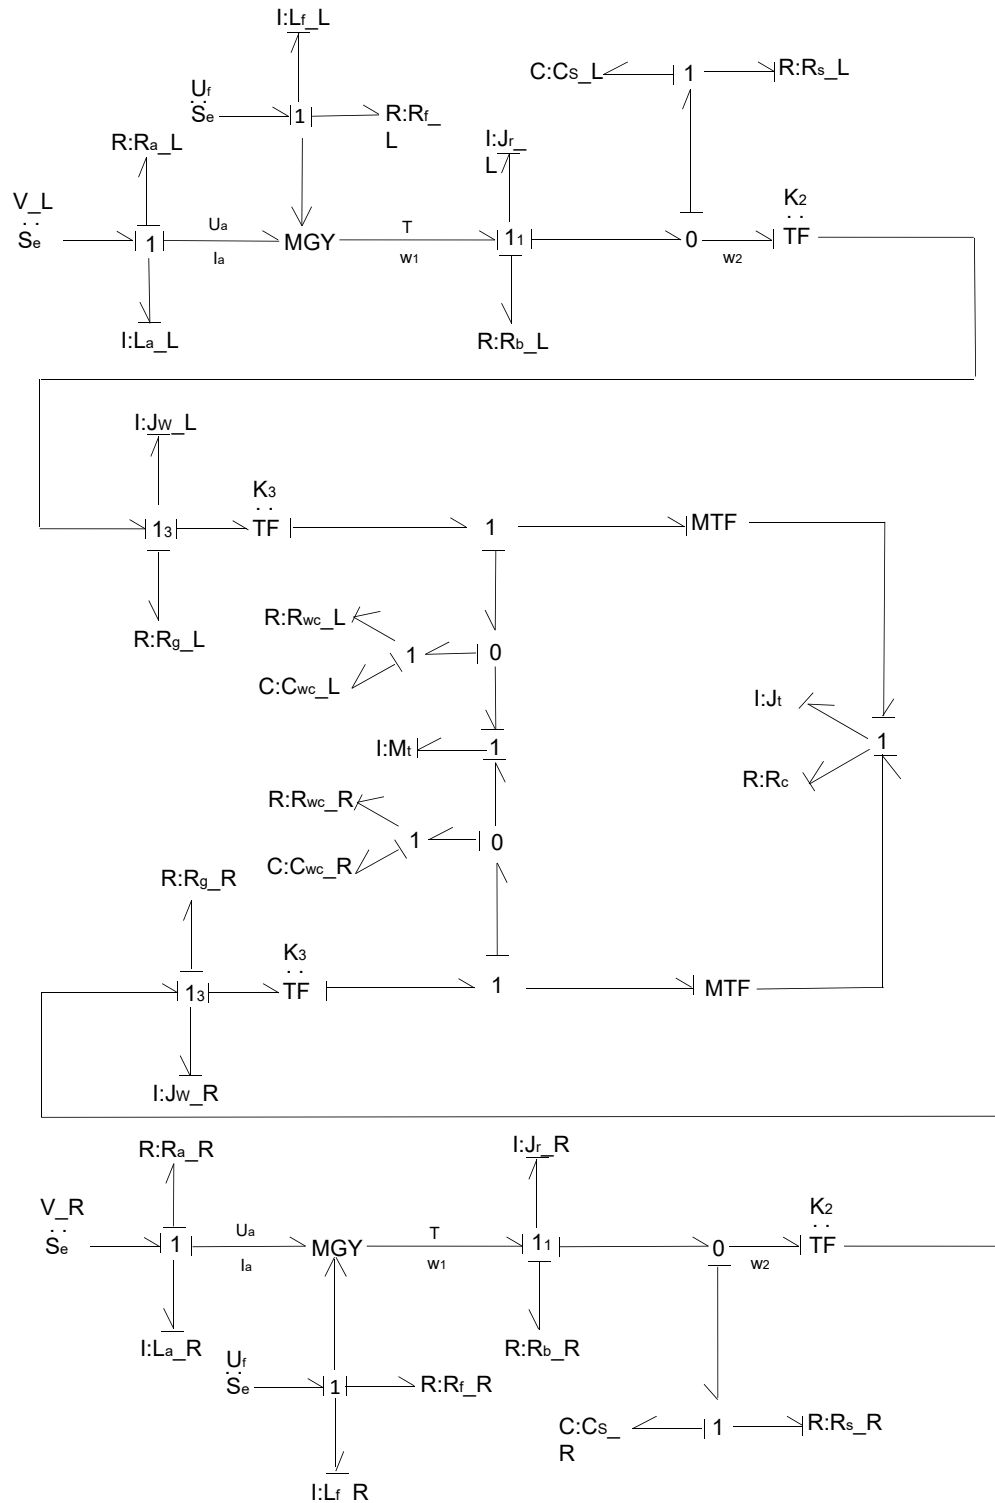 I:Lf_L
C:CS_L 1 R:Rs_L
Uf
Se 1 R:Rf_
L
R:Ra_L
I:Jr_
L
V_L
Se 1 Ua
Ia MGY T
w1 11 0 w2 K2
TF
I:La_L
R:Rb_L
I:JW_L
K3
13 TF 1 MTF
R:Rg_L
R:Rwc_L
1 0
C:Cwc_L
I:Jt
I:Mt 1 1
R:Rc
R:Rwc_R
1 0
C:Cwc_R
R:Rg_R
K3
13 TF 1 MTF
I:JW_R
R:Ra_R
I:Jr_R
V_R
Se 1 Ua
Ia MGY T
w1 11 0 w2 K2
TF
I:La_R
R:Rb_R
Uf
Se 1 R:Rf_R
C:CS_
R 1 R:Rs_R
I:Lf_R